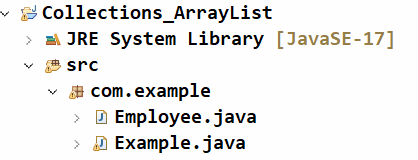 Collections_ArrayList
JRE System Library [JavaSE-17]
src
com.example
Employee.java
Example.java